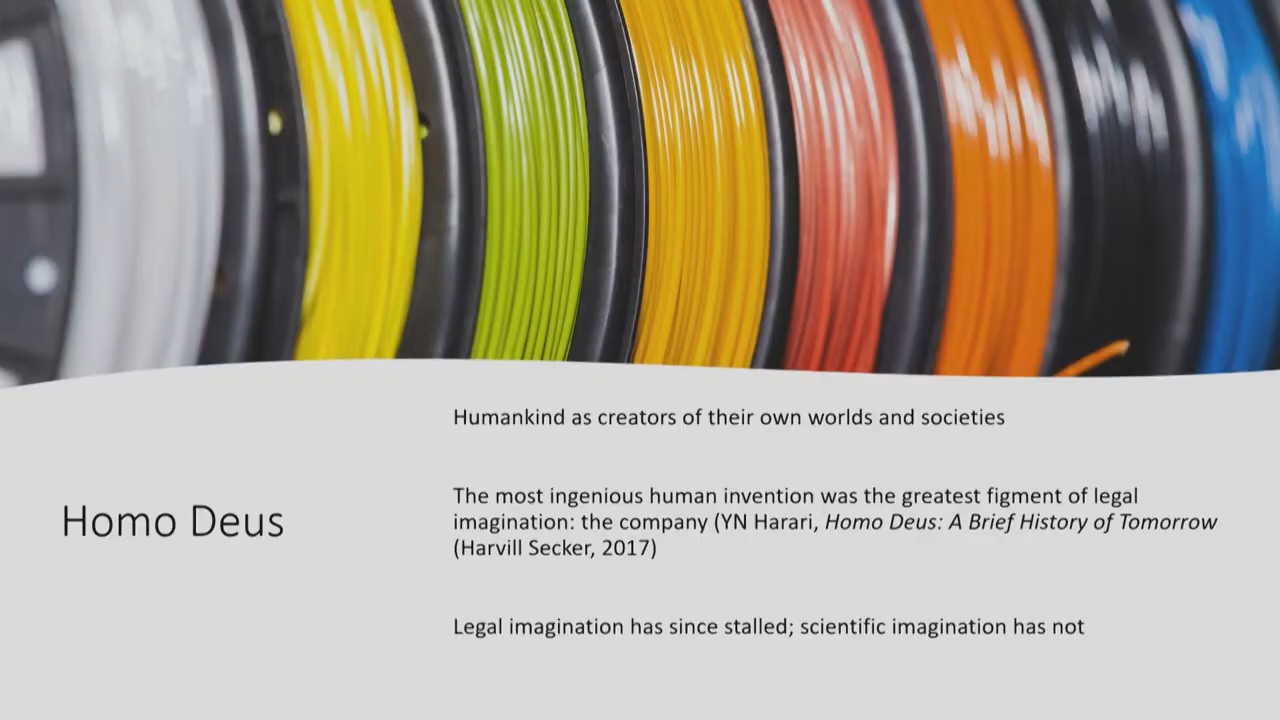 Humankind as creators of their own worlds and societies
Homo Deus
The most ingenious human invention was the greatest figment of legal
imagination: the company (YN Harari, Homo Deus: A Brief History of Tomorrow
(Harvill Secker, 2017)
Legal imagination has since stalled; scientific imagination has not